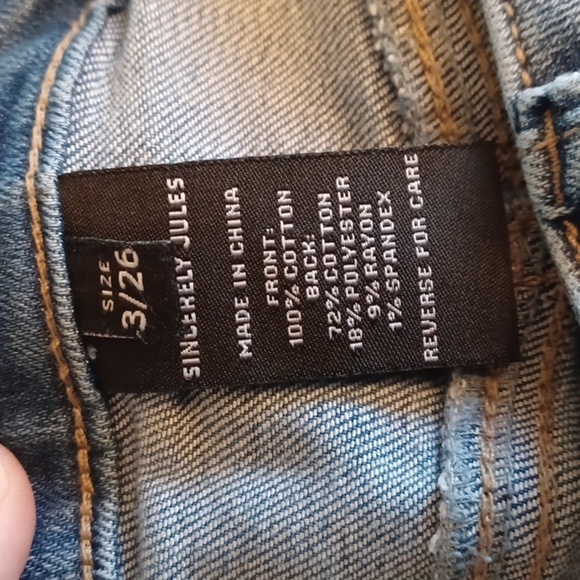 SIZE
3/26
SINCERELY JULES
MADE IN CHINA
FRONT:
100% COTTON
BACK:
72% COTTON
18% POLYESTER
9% RAYON
1% SPANDEX
REVERSE FOR CARE